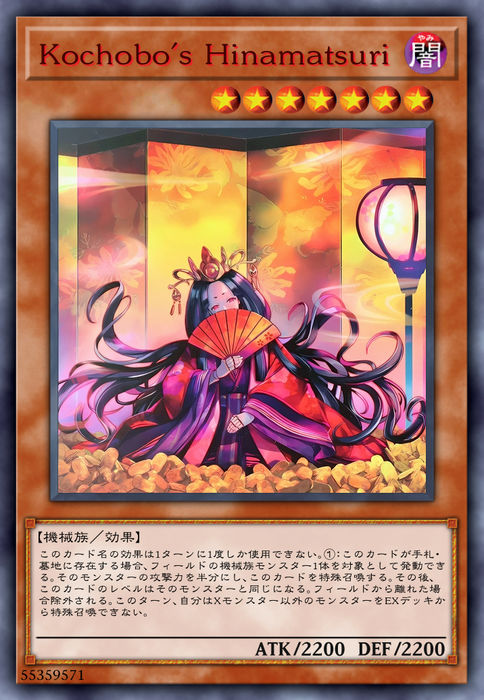 Kochobo's Hinamatsuri
やみ
闇
【機械族／効果】
このカード名の効果は1ターンに1度しか使用できない。①：このカードが手札・
墓地に存在する場合、フィールドの機械族モンスター1体を対象として発動でき
る。そのモンスターの攻撃力を半分にし、このカードを特殊召喚する。その後、
このカードのレベルはそのモンスターと同じになる。フィールドから離れた場
合除外される。このターン、自分はXモンスター以外のモンスターをEXデッキか
ら特殊召喚できない。
ATK/2200 DEF/2200
55359571